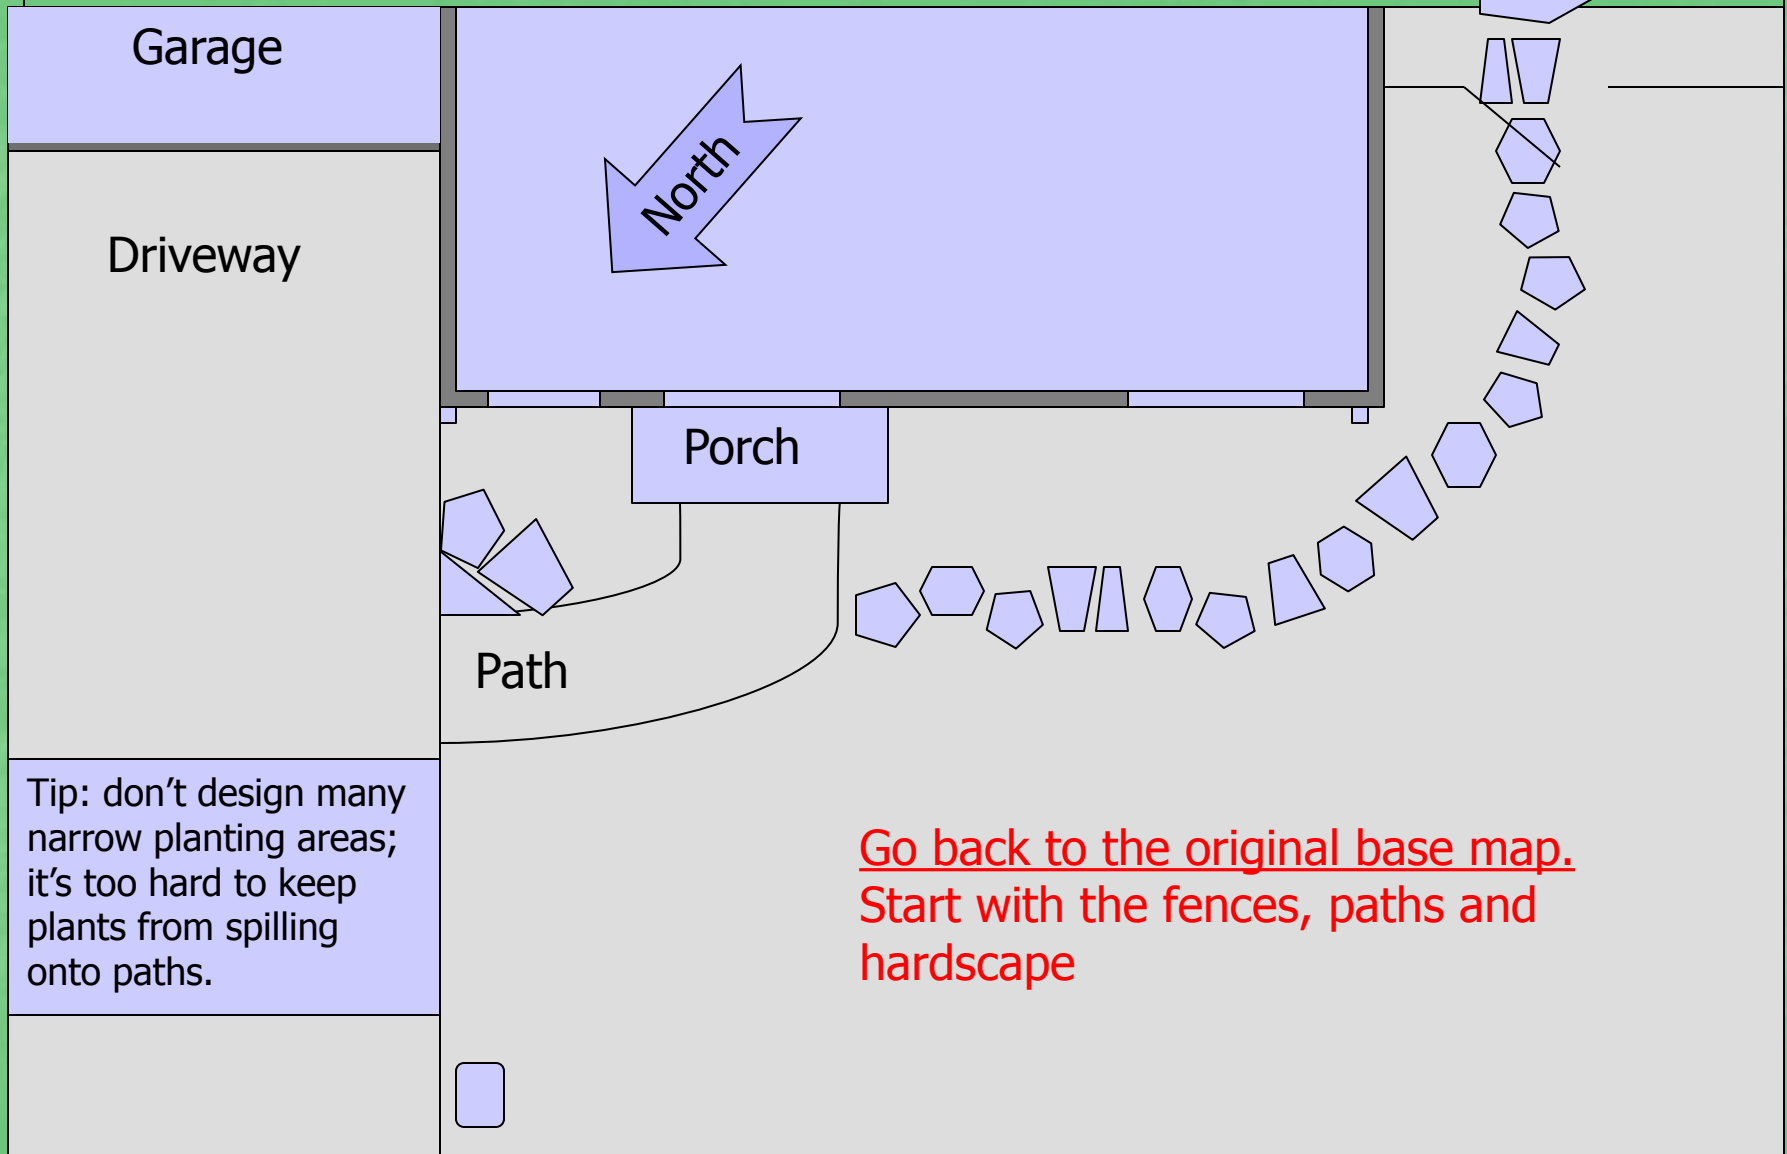 Garage
North
Driveway
Porch
Path
Tip: don’t design many
narrow planting areas;
it’s too hard to keep
plants from spilling
onto paths.
Go back to the original base map.
Start with the fences, paths and
hardscape